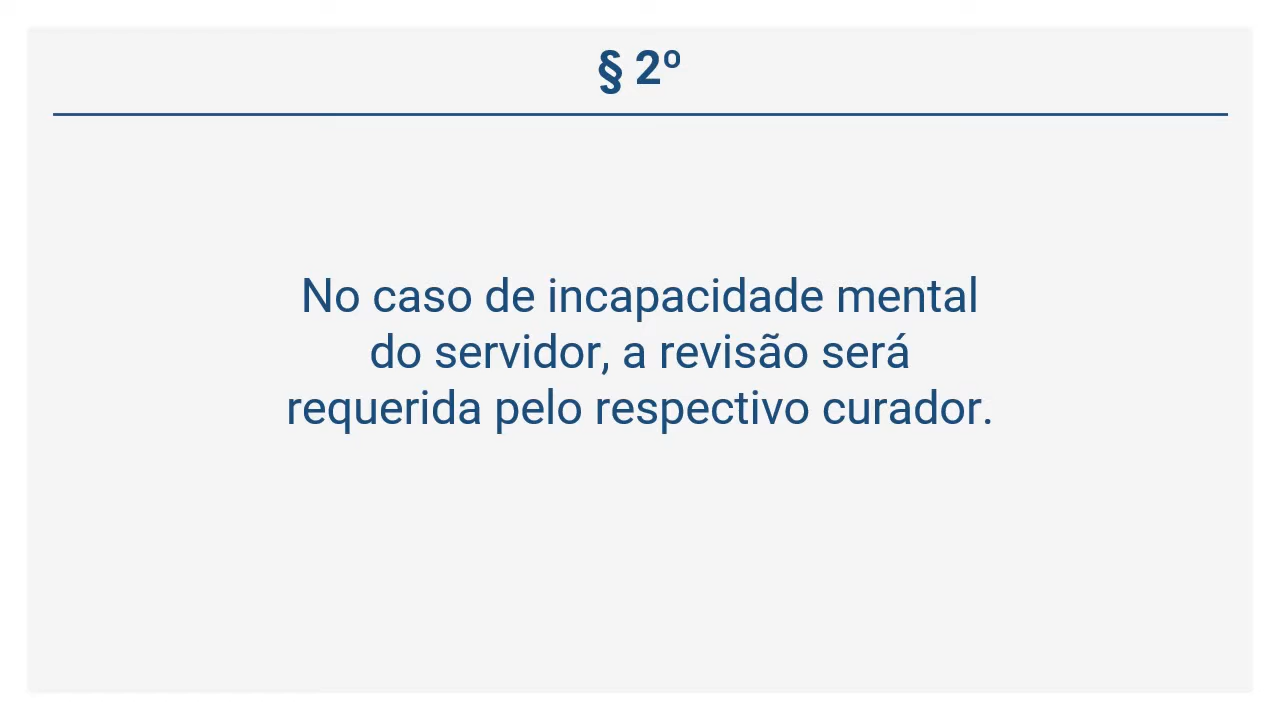 § 2º
No caso de incapacidade mental
do servidor, a revisão será
requerida pelo respectivo curador.